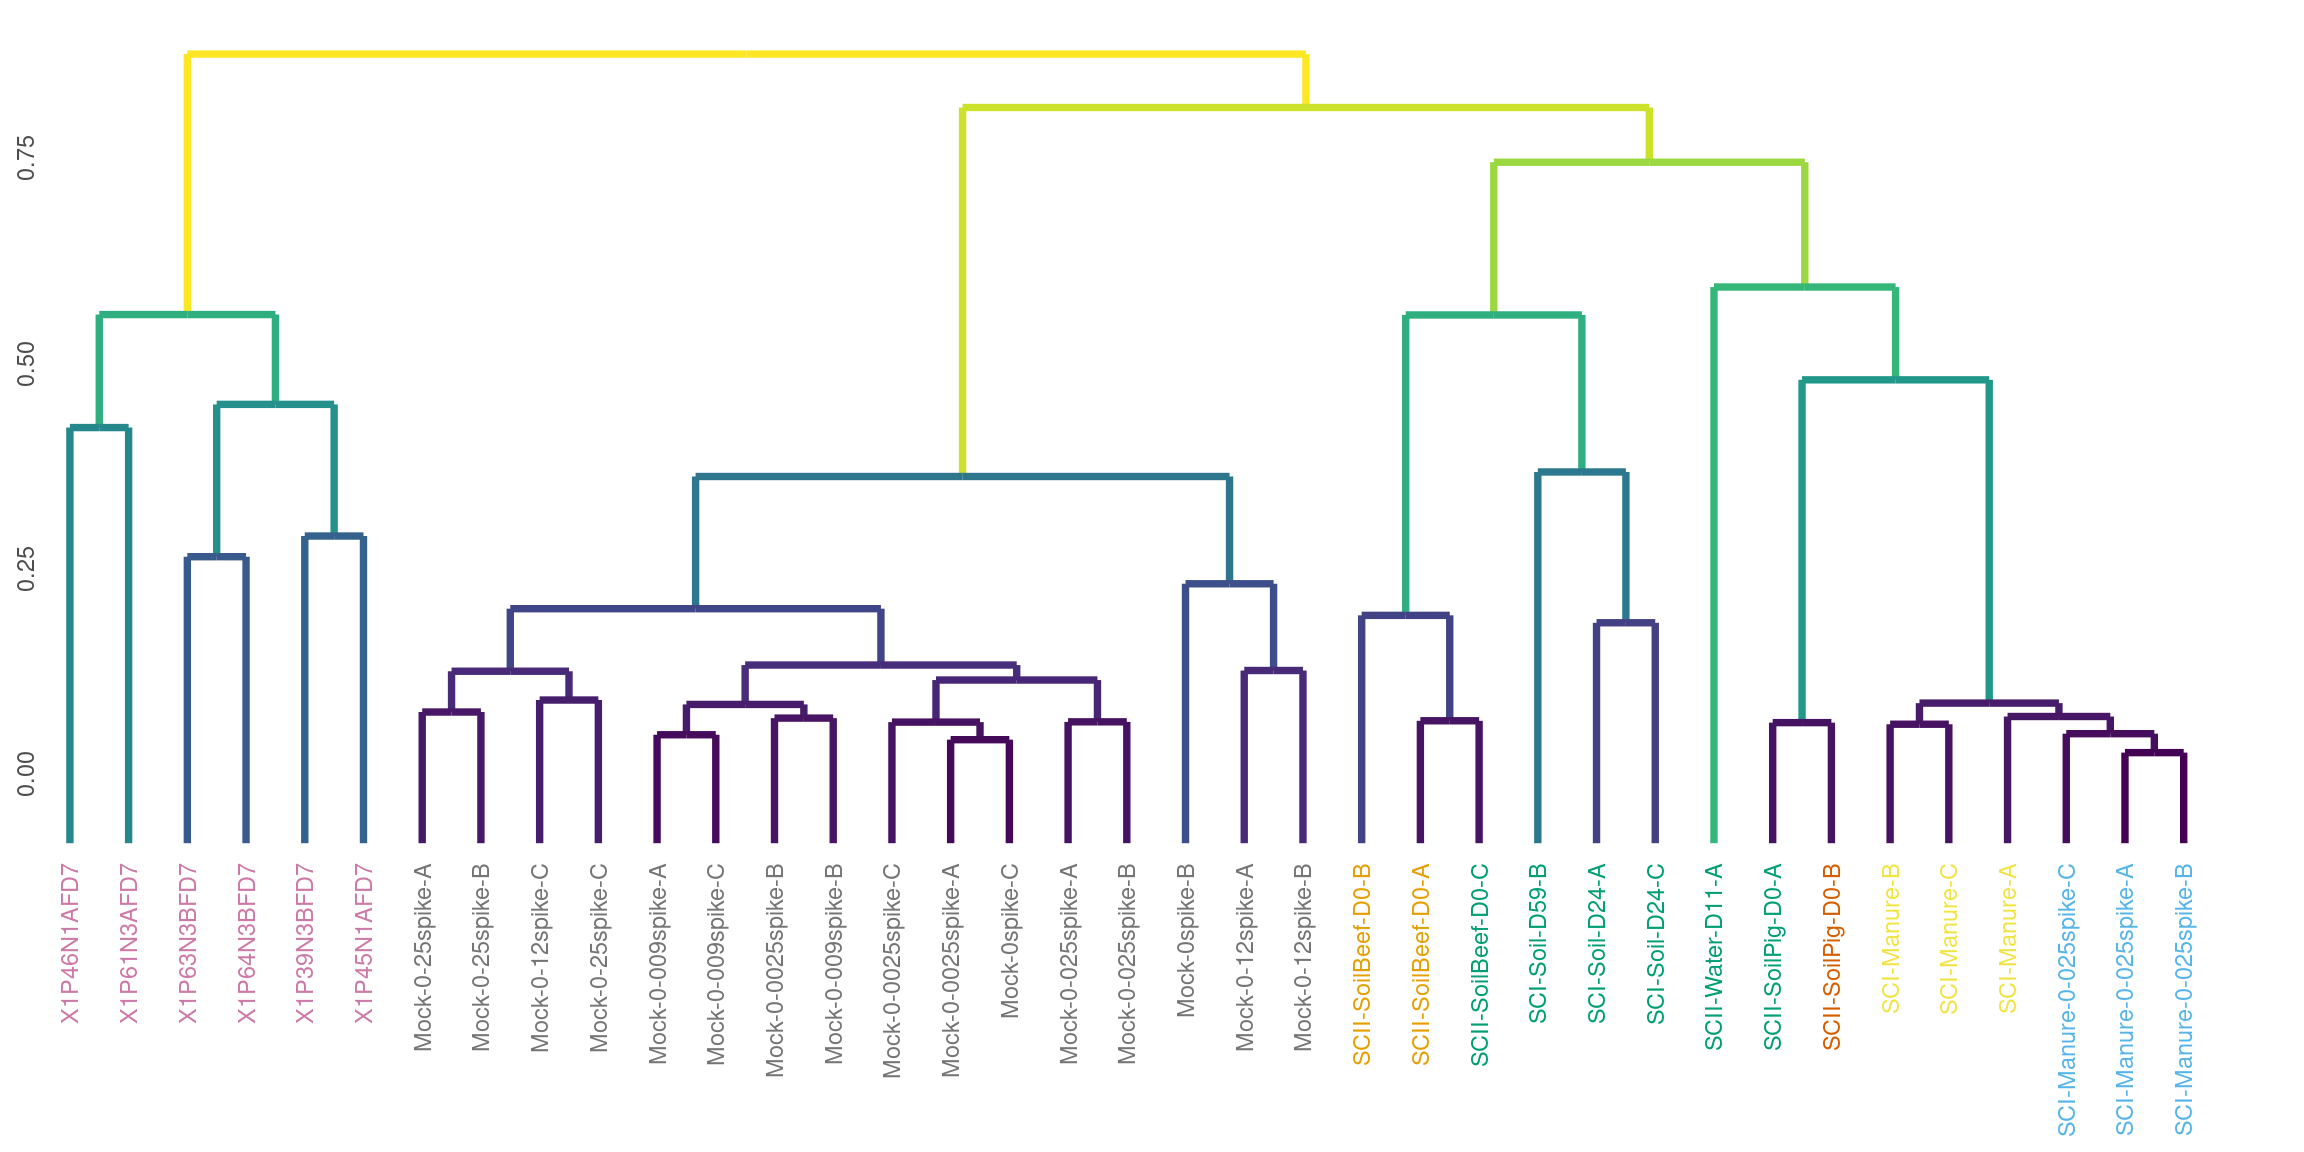 0.75
0.50
0.25
0.00
X1P46N1AFD7
X1P61N3AFD7
X1P63N3BFD7
X1P64N3BFD7
X1P39N3BFD7
X1P45N1AFD7
Mock-0-25spike-A
Mock-0-25spike-B
Mock-0-12spike-C
Mock-0-25spike-C
Mock-0-009spike-A
Mock-0-009spike-C
Mock-0-0025spike-B
Mock-0-009spike-B
Mock-0-0025spike-C
Mock-0-0025spike-A
Mock-0spike-C
Mock-0-025spike-A
Mock-0-025spike-B
Mock-0spike-B
Mock-0-12spike-A
Mock-0-12spike-B
SCII-SoilBeef-D0-B
SCII-SoilBeef-D0-A
SCII-SoilBeef-D0-C
SCI-Soil-D59-B
SCI-Soil-D24-A
SCI-Soil-D24-C
SCII-Water-D11-A
SCII-SoilPig-D0-A
SCII-SoilPig-D0-B
SCI-Manure-B
SCI-Manure-C
SCI-Manure-A
SCI-Manure-0-025spike-C
SCI-Manure-0-025spike-A
SCI-Manure-0-025spike-B